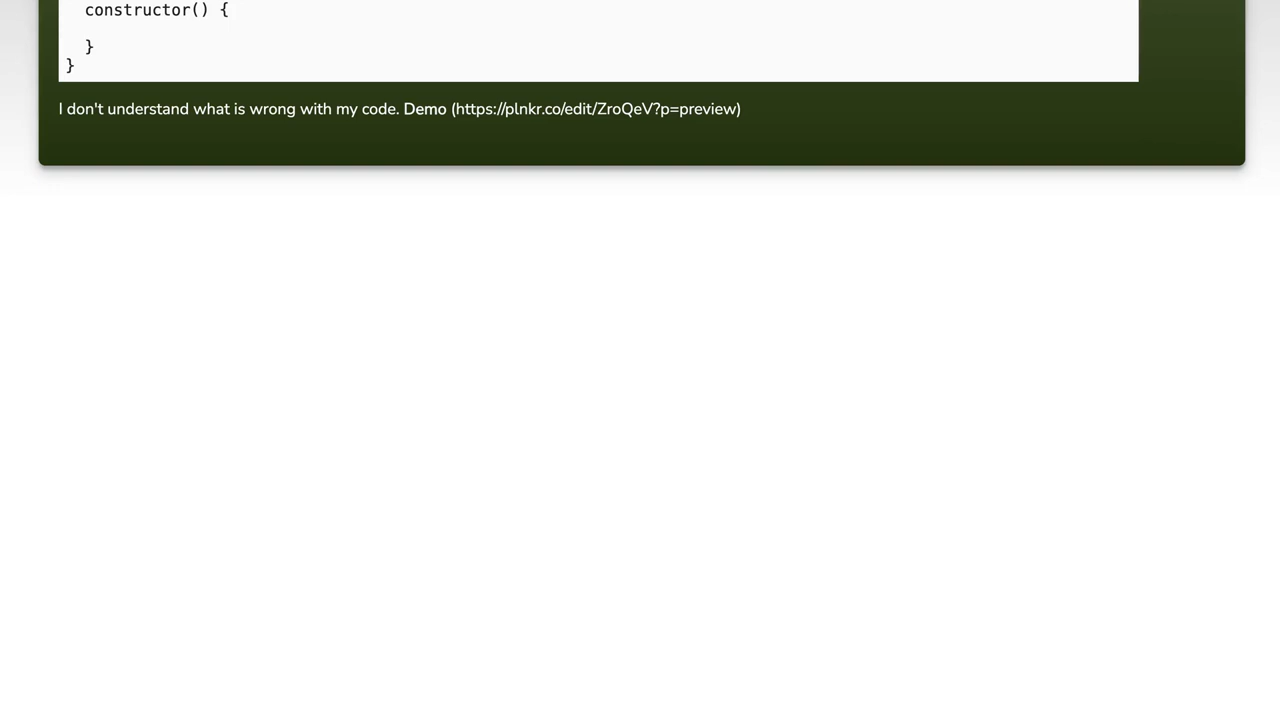 constructor() {
}
}
I don't understand what is wrong with my code. Demo (https://plnkr.co/edit/ZroQeV?p=preview)